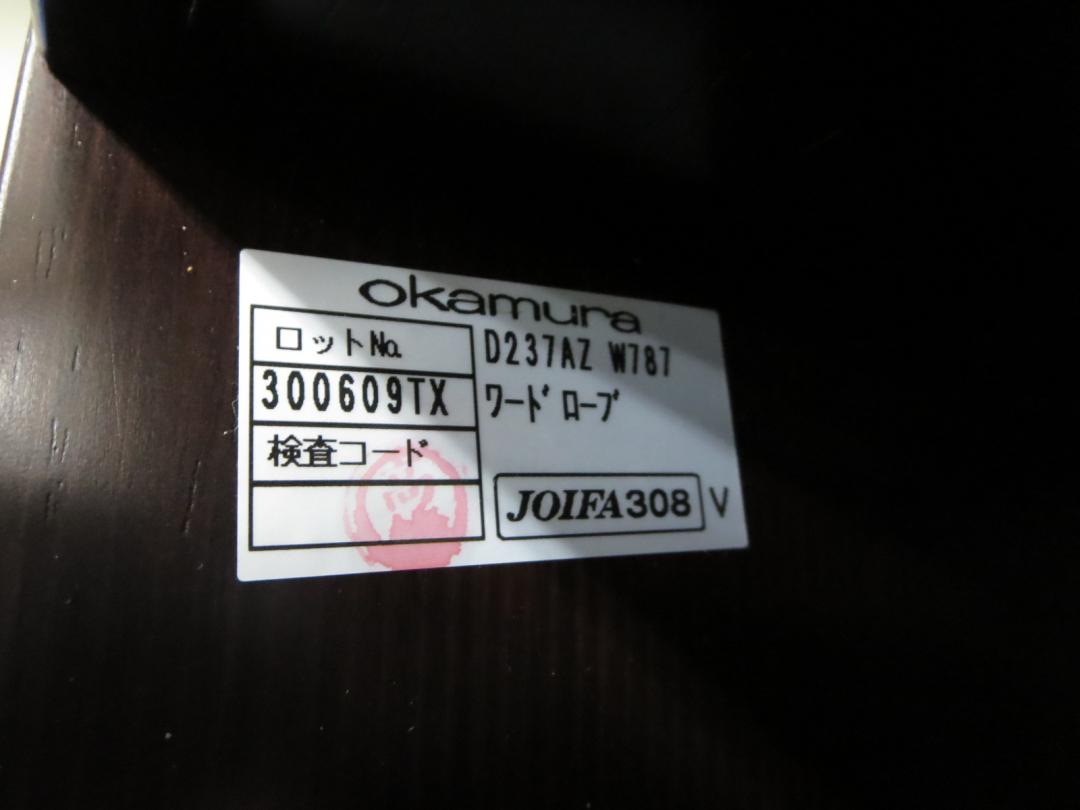 okamura
ロットNo.
D237AZ W787
300609TX
ワードローブ
検査コード
JOIFA308 V